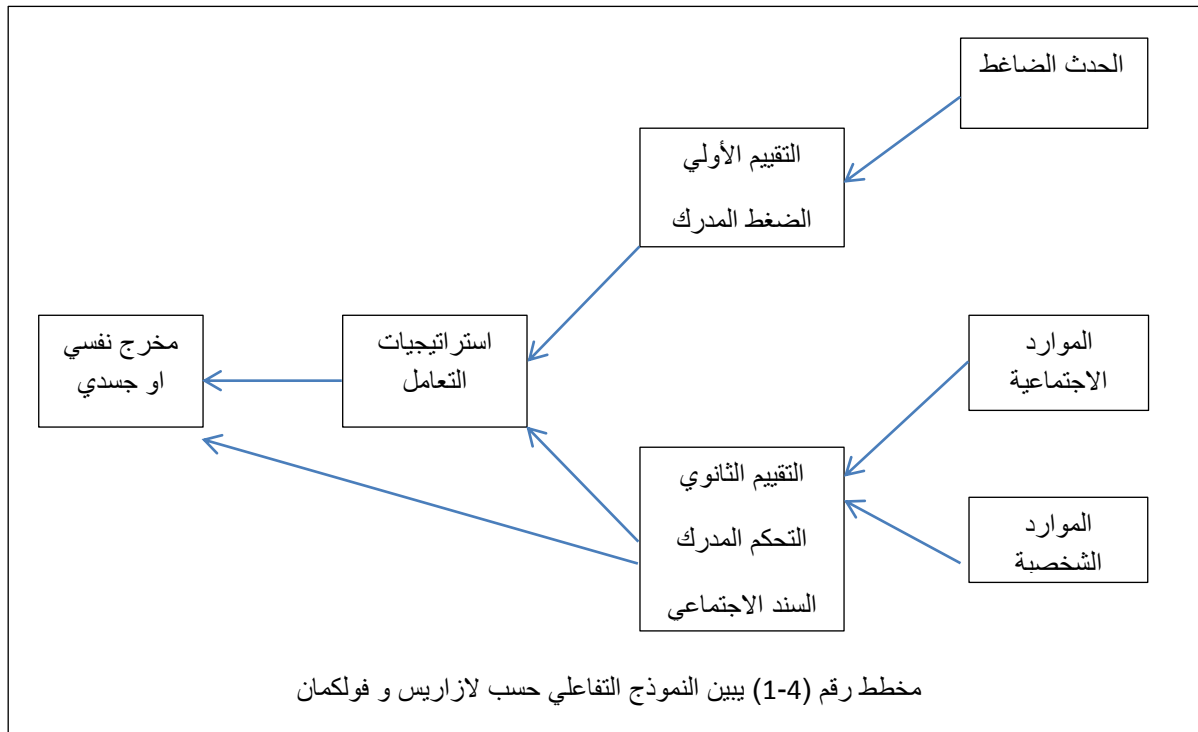 الحدث الضاغط
التقييم الأولي
الضغط المدرك
الموارد
الاجتماعية
استراتيجيات
التعامل
مخرج نفسي
او جسدي
التقييم الثانوي
التحكم المدرك
السند الاجتماعي
الموارد
الشخصبة
مخطط رقم (4-1) يبين النموذج التفاعلي حسب لازاريس و فولكمان